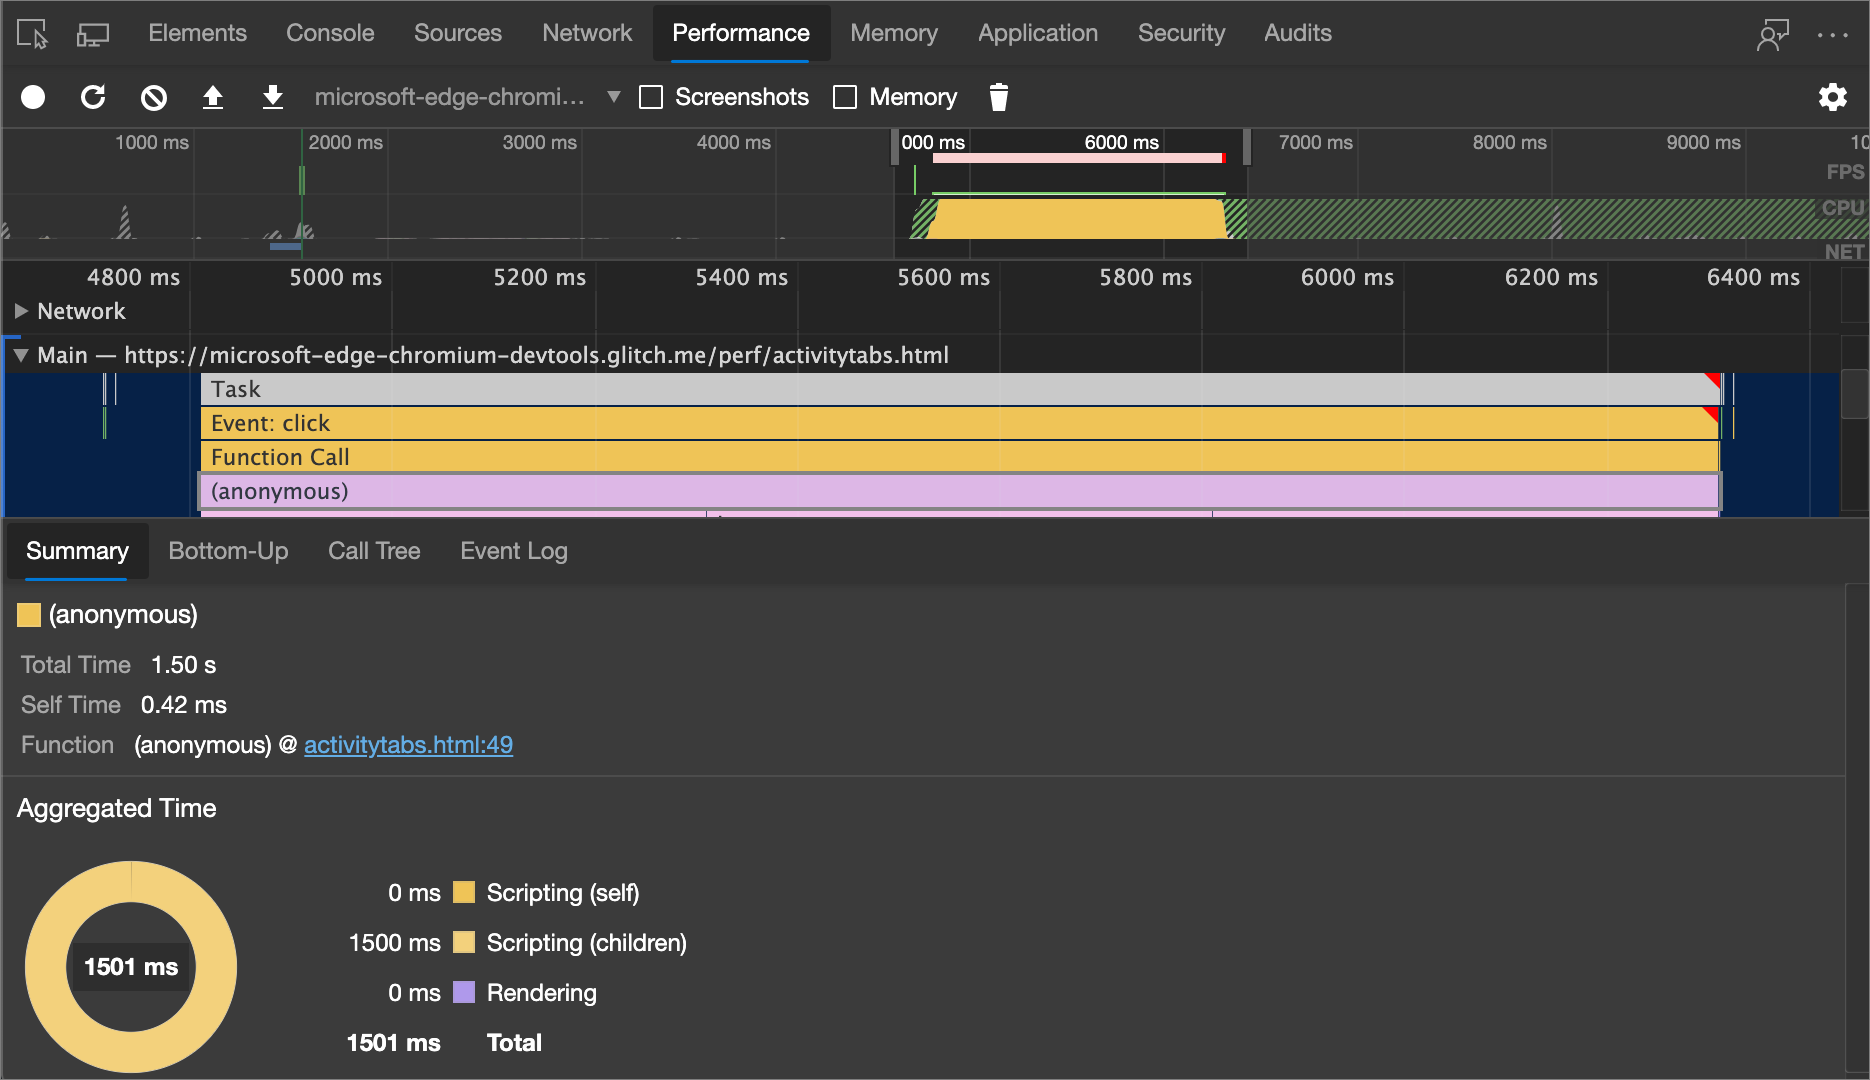 Elements Console Sources Network Performance Memory Application Security Audits
microsoft-edge-chromi... Screenshots Memory
1000 ms 2000 ms 3000 ms 4000 ms 000 ms 6000 ms 7000 ms 8000 ms 9000 ms 10
FPS
CPU
NET
4800 ms 5000 ms 5200 ms 5400 ms 5600 ms 5800 ms 6000 ms 6200 ms 6400 ms
Network
Main — https://microsoft-edge-chromium-devtools.glitch.me/perf/activitytabs.html
Task
Event: click
Function Call
(anonymous)
Summary Bottom-Up Call Tree Event Log
(anonymous)
Total Time 1.50 s
Self Time 0.42 ms
Function (anonymous) @ activitytabs.html:49
Aggregated Time
0 ms Scripting (self)
1500 ms Scripting (children)
1501 ms
0 ms Rendering
1501 ms Total